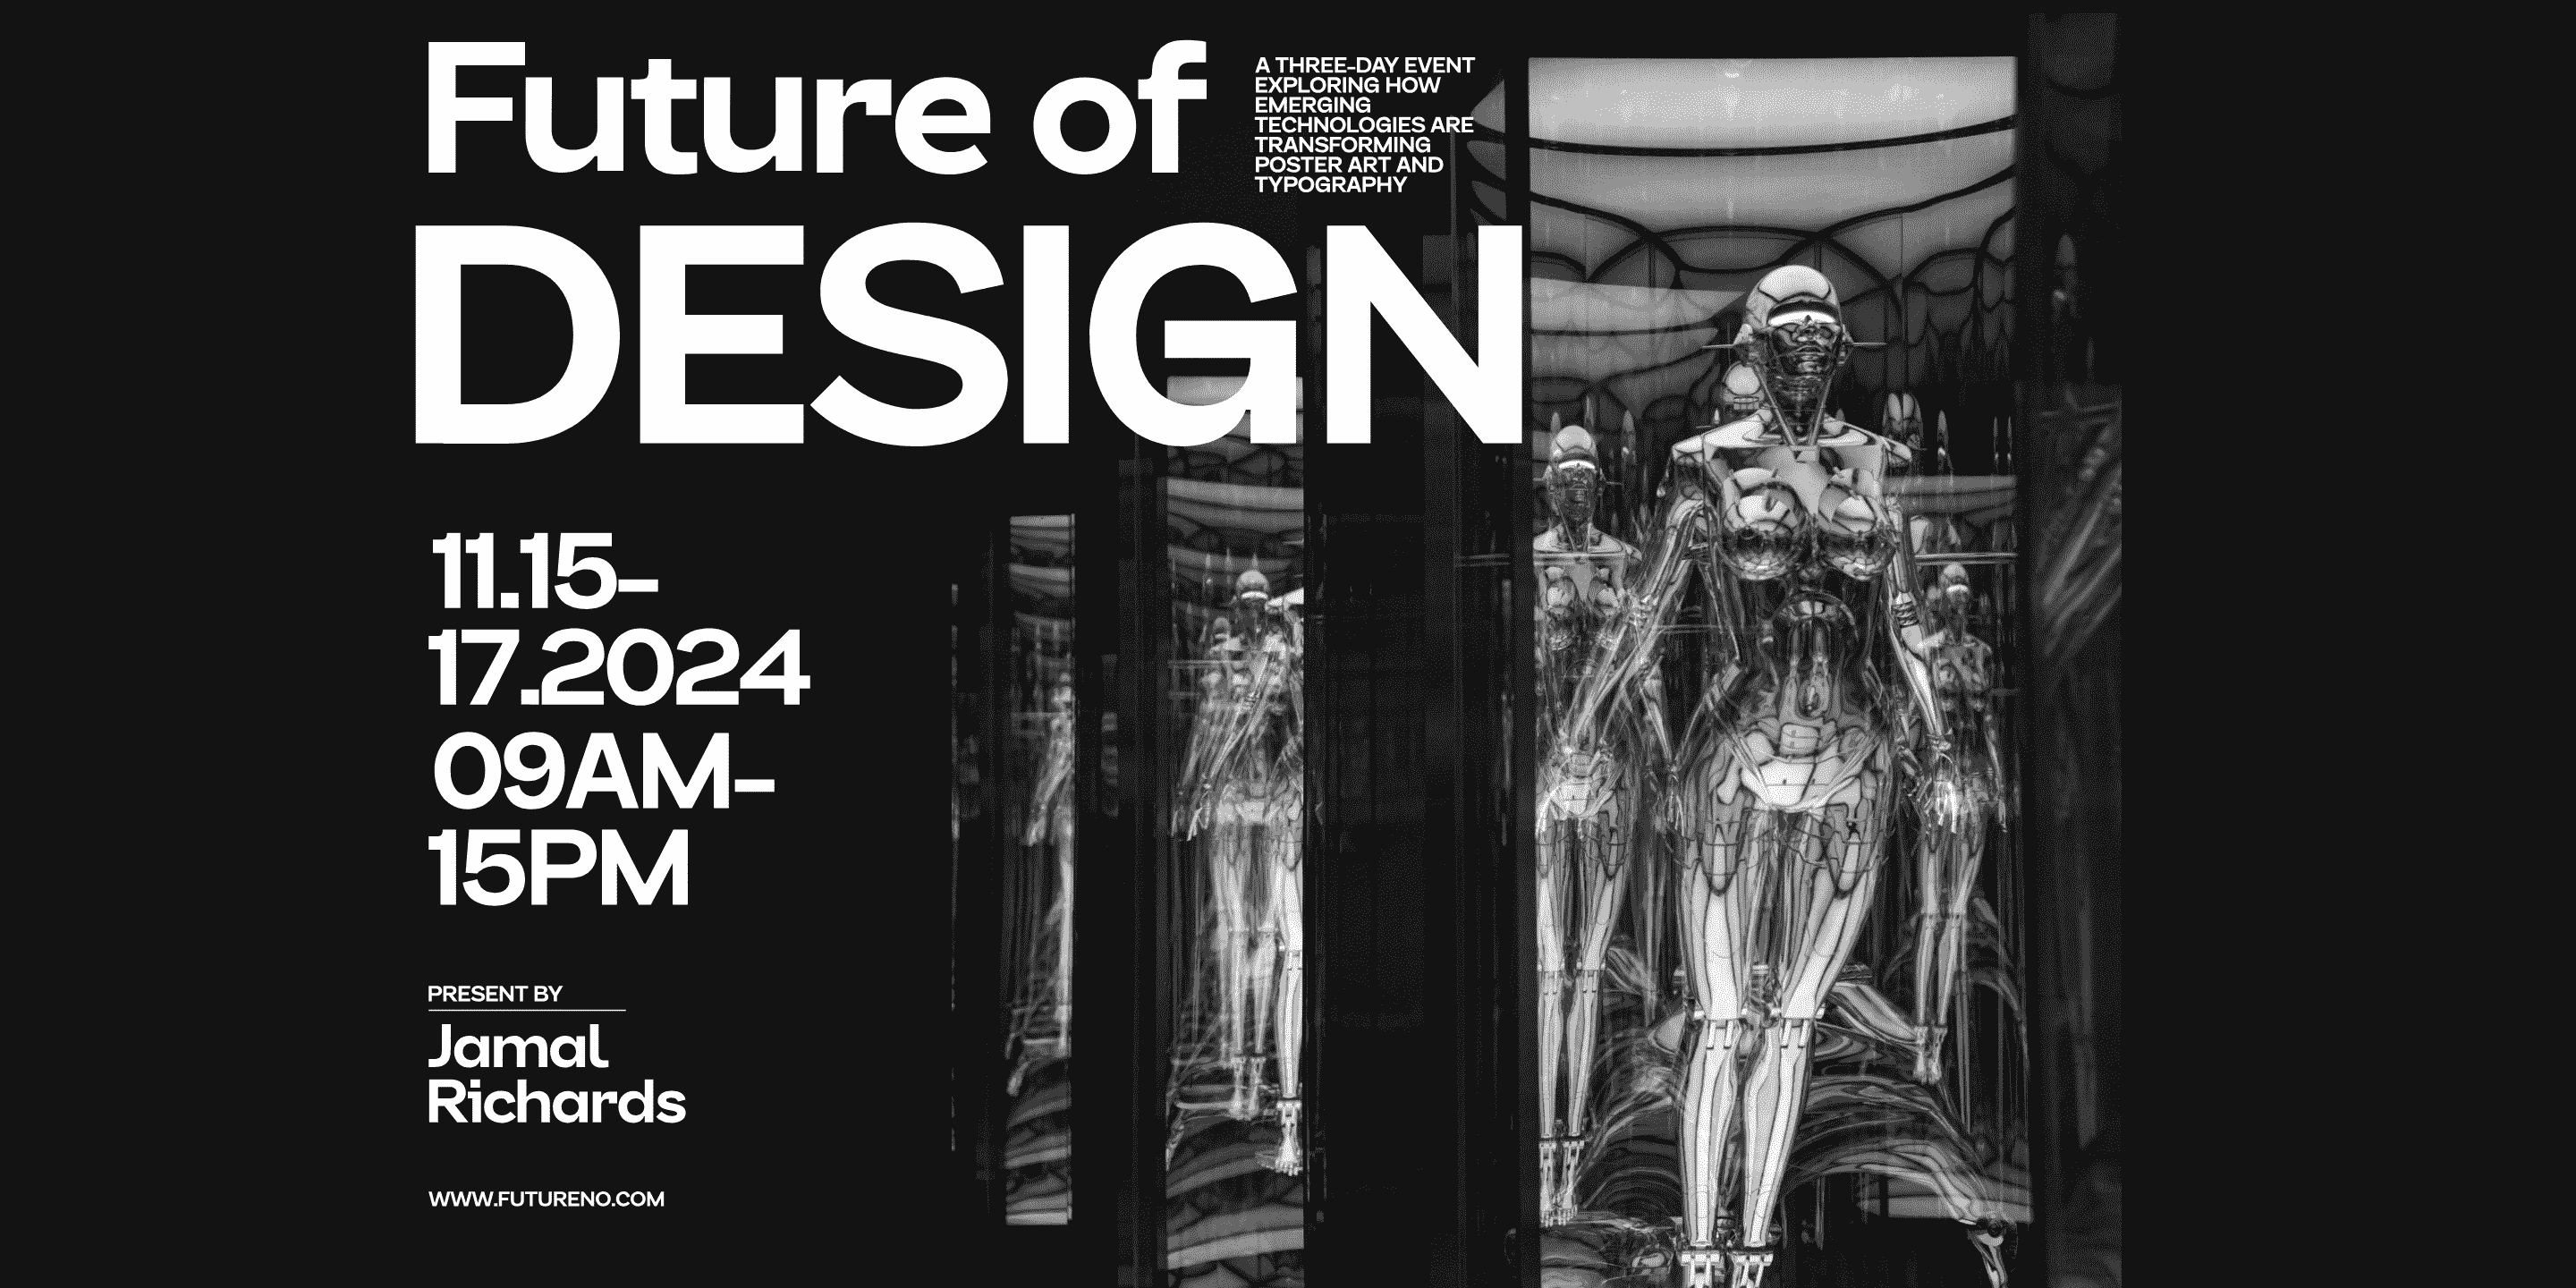 Future of
A THREE-DAY EVENT
EXPLORING HOW
EMERGING
TECHNOLOGIES ARE
TRANSFORMING
POSTER ART AND
TYPOGRAPHY
DESIGN
11.15-
17.2024
09AM-
15PM
PRESENT BY
Jamal
Richards
WWW.FUTURENO.COM